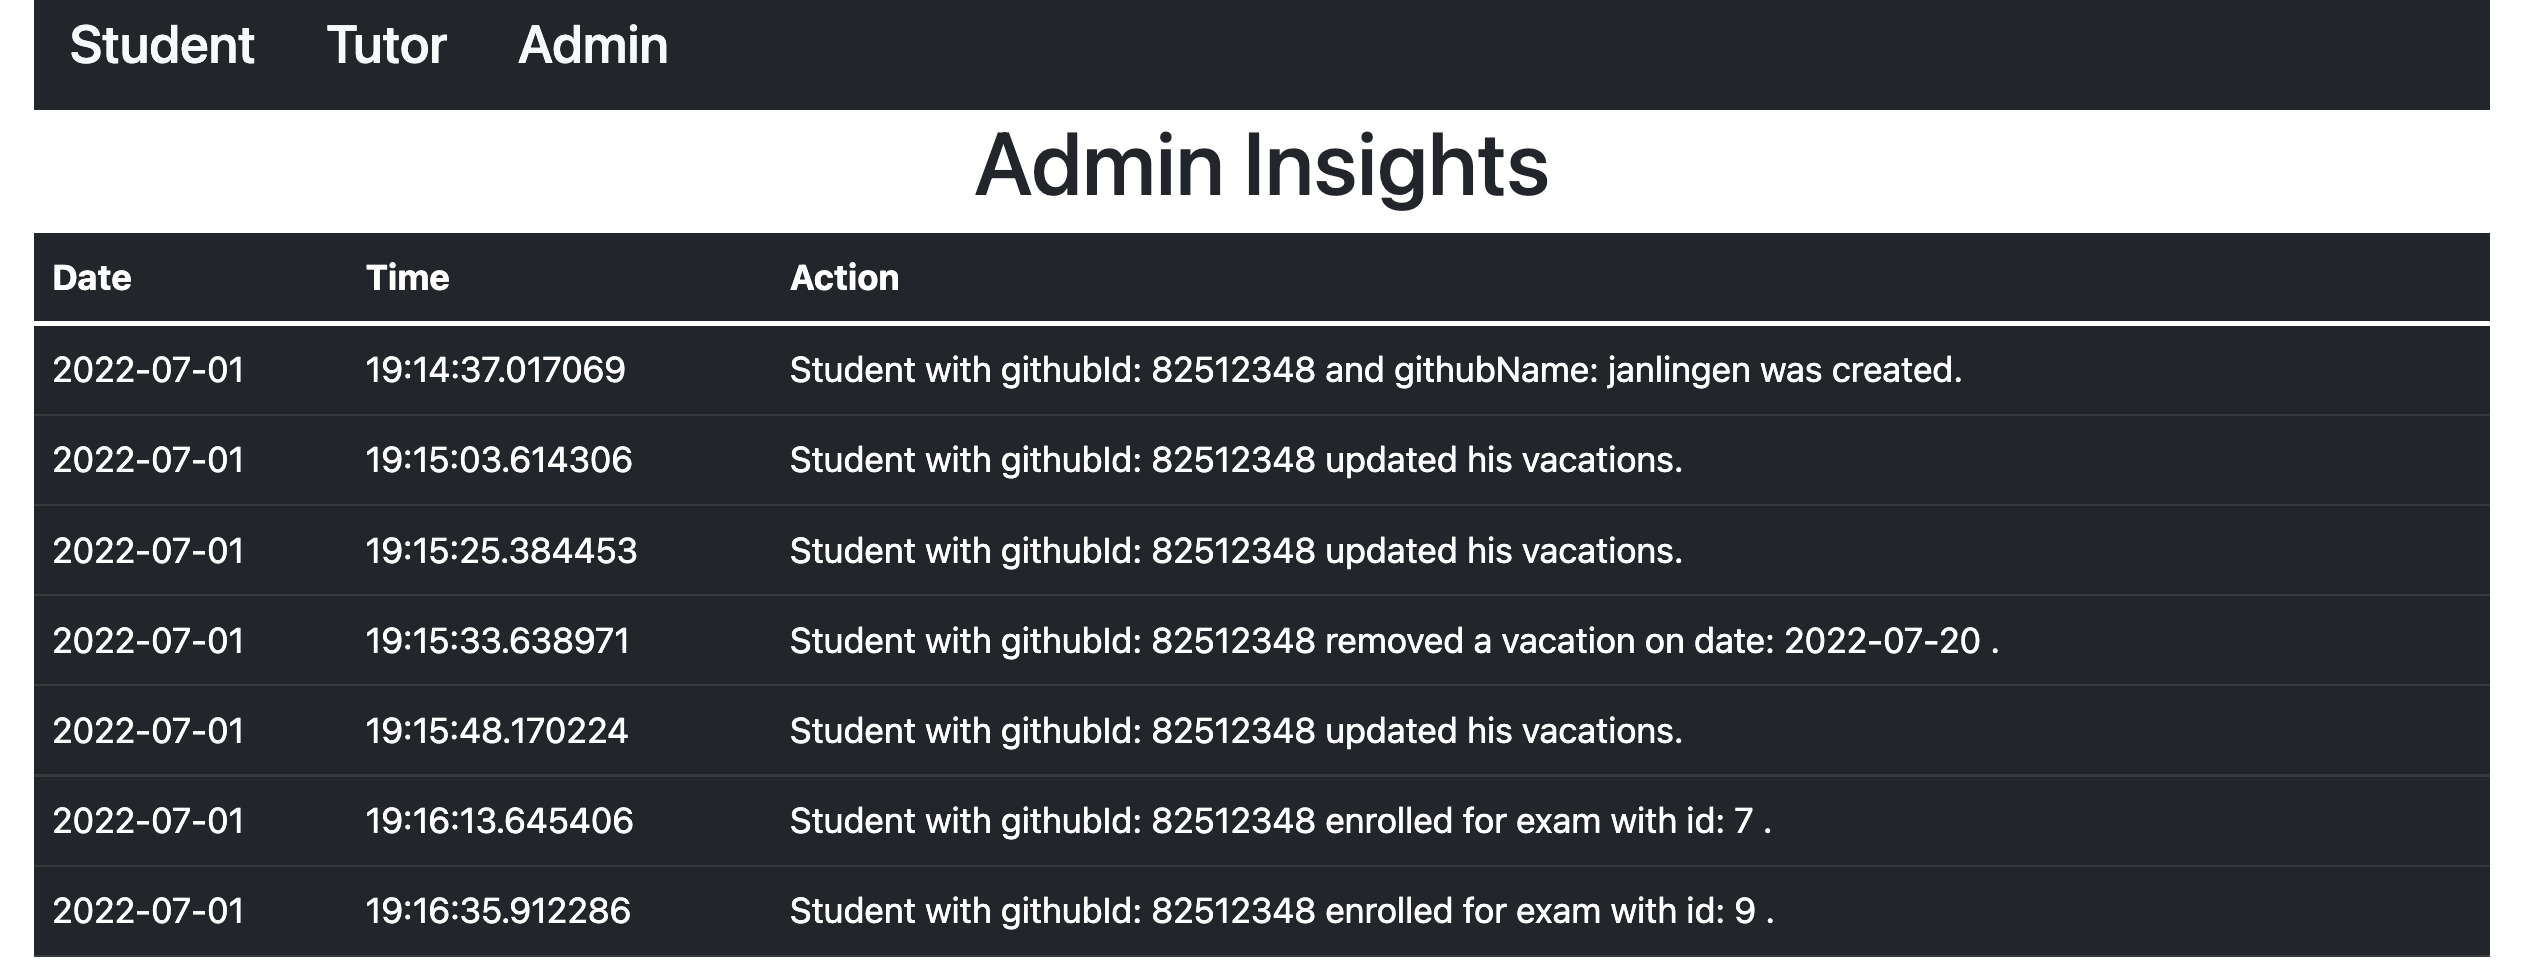 Student Tutor Admin
Admin Insights
Date Time Action
2022-07-01 19:14:37.017069 Student with githubId: 82512348 and githubName: janlingen was created.
2022-07-01 19:15:03.614306 Student with githubId: 82512348 updated his vacations.
2022-07-01 19:15:25.384453 Student with githubId: 82512348 updated his vacations.
2022-07-01 19:15:33.638971 Student with githubId: 82512348 removed a vacation on date: 2022-07-20 .
2022-07-01 19:15:48.170224 Student with githubId: 82512348 updated his vacations.
2022-07-01 19:16:13.645406 Student with githubId: 82512348 enrolled for exam with id: 7 .
2022-07-01 19:16:35.912286 Student with githubId: 82512348 enrolled for exam with id: 9 .